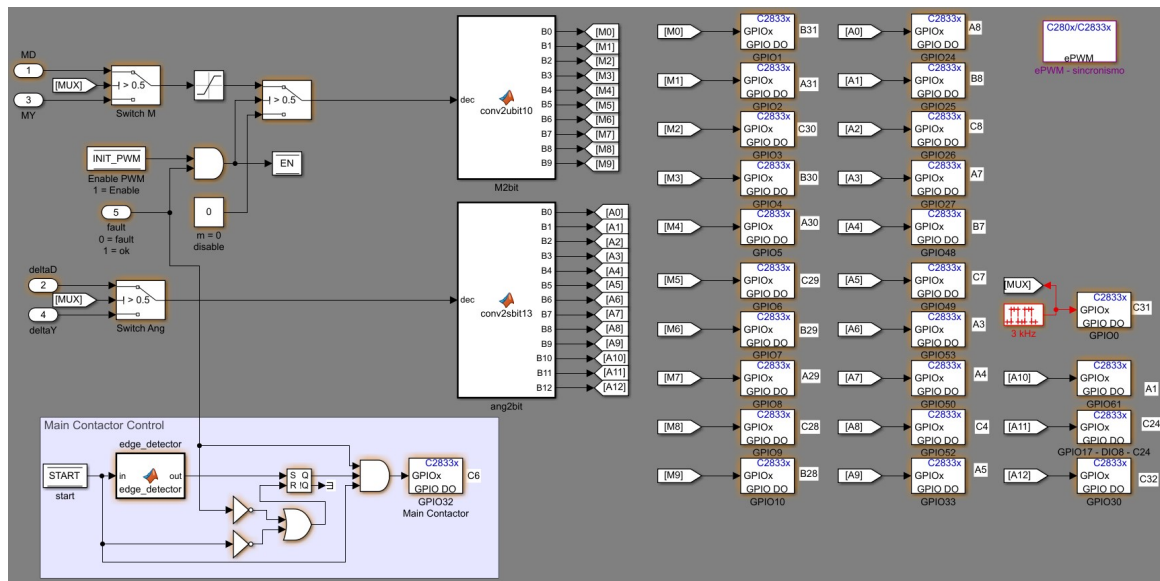 MD
1
[MUX]
3
MY
> 0.5
Switch M
> 0.5
INIT_PWM
Enable PWM
1 = Enable
EN
5
fault
0 = fault
1 = ok
0
m = 0
disable
deltaD
2
[MUX]
4
deltaY
> 0.5
Switch Ang
dec
conv2ubit10
B0
B1
B2
B3
B4
B5
B6
B7
B8
B9
M2bit
[M0]
[M1]
[M2]
[M3]
[M4]
[M5]
[M6]
[M7]
[M8]
[M9]
dec
conv2sbit13
B0
B1
B2
B3
B4
B5
B6
B7
B8
B9
B10
B11
B12
ang2bit
[A0]
[A1]
[A2]
[A3]
[A4]
[A5]
[A6]
[A7]
[A8]
[A9]
[A10]
[A11]
[A12]
Main Contactor Control
START
start
edge_detector
in
out
edge_detector
S Q
R !Q
C2833x
GPIOx
GPIO DO
GPIO32
Main Contactor
C6
[M0]
C2833x
GPIOx
GPIO DO
GPIO1
B31
[M1]
C2833x
GPIOx
GPIO DO
GPIO2
A31
[M2]
C2833x
GPIOx
GPIO DO
GPIO3
C30
[M3]
C2833x
GPIOx
GPIO DO
GPIO4
B30
[M4]
C2833x
GPIOx
GPIO DO
GPIO5
A30
[M5]
C2833x
GPIOx
GPIO DO
GPIO6
C29
[M6]
C2833x
GPIOx
GPIO DO
GPIO7
B29
[M7]
C2833x
GPIOx
GPIO DO
GPIO8
A29
[M8]
C2833x
GPIOx
GPIO DO
GPIO9
C28
[M9]
C2833x
GPIOx
GPIO DO
GPIO10
B28
[A0]
C2833x
GPIOx
GPIO DO
GPIO24
A8
[A1]
C2833x
GPIOx
GPIO DO
GPIO25
B8
[A2]
C2833x
GPIOx
GPIO DO
GPIO26
C8
[A3]
C2833x
GPIOx
GPIO DO
GPIO27
A7
[A4]
C2833x
GPIOx
GPIO DO
GPIO48
B7
[A5]
C2833x
GPIOx
GPIO DO
GPIO49
C7
[A6]
C2833x
GPIOx
GPIO DO
GPIO53
A3
[A7]
C2833x
GPIOx
GPIO DO
GPIO50
A4
[A8]
C2833x
GPIOx
GPIO DO
GPIO52
C4
[A9]
C2833x
GPIOx
GPIO DO
GPIO33
A5
C280x/C2833x
ePWM
ePWM - sincronismo
[MUX]
3 kHz
C2833x
GPIOx
GPIO DO
GPIO0
C31
[A10]
C2833x
GPIOx
GPIO DO
GPIO61
A1
[A11]
C2833x
GPIOx
GPIO DO
GPIO17 - DIO8 - C24
C24
[A12]
C2833x
GPIOx
GPIO DO
GPIO30
C32